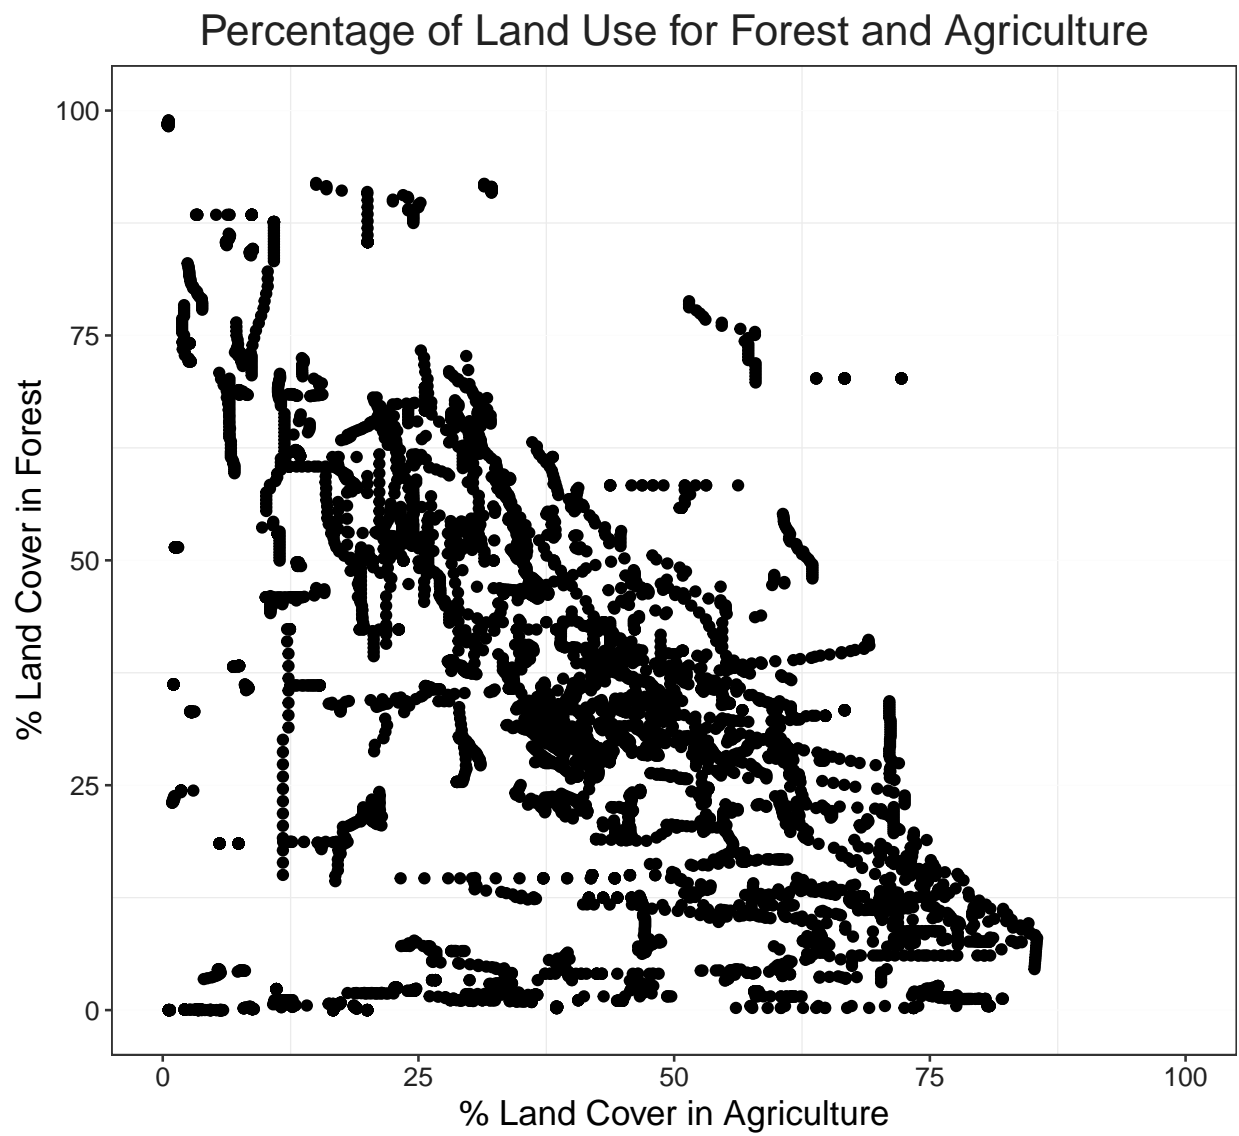 Percentage of Land Use for Forest and Agriculture
100
75
50
25
0
% Land Cover in Forest
0 25 50 75 100
% Land Cover in Agriculture